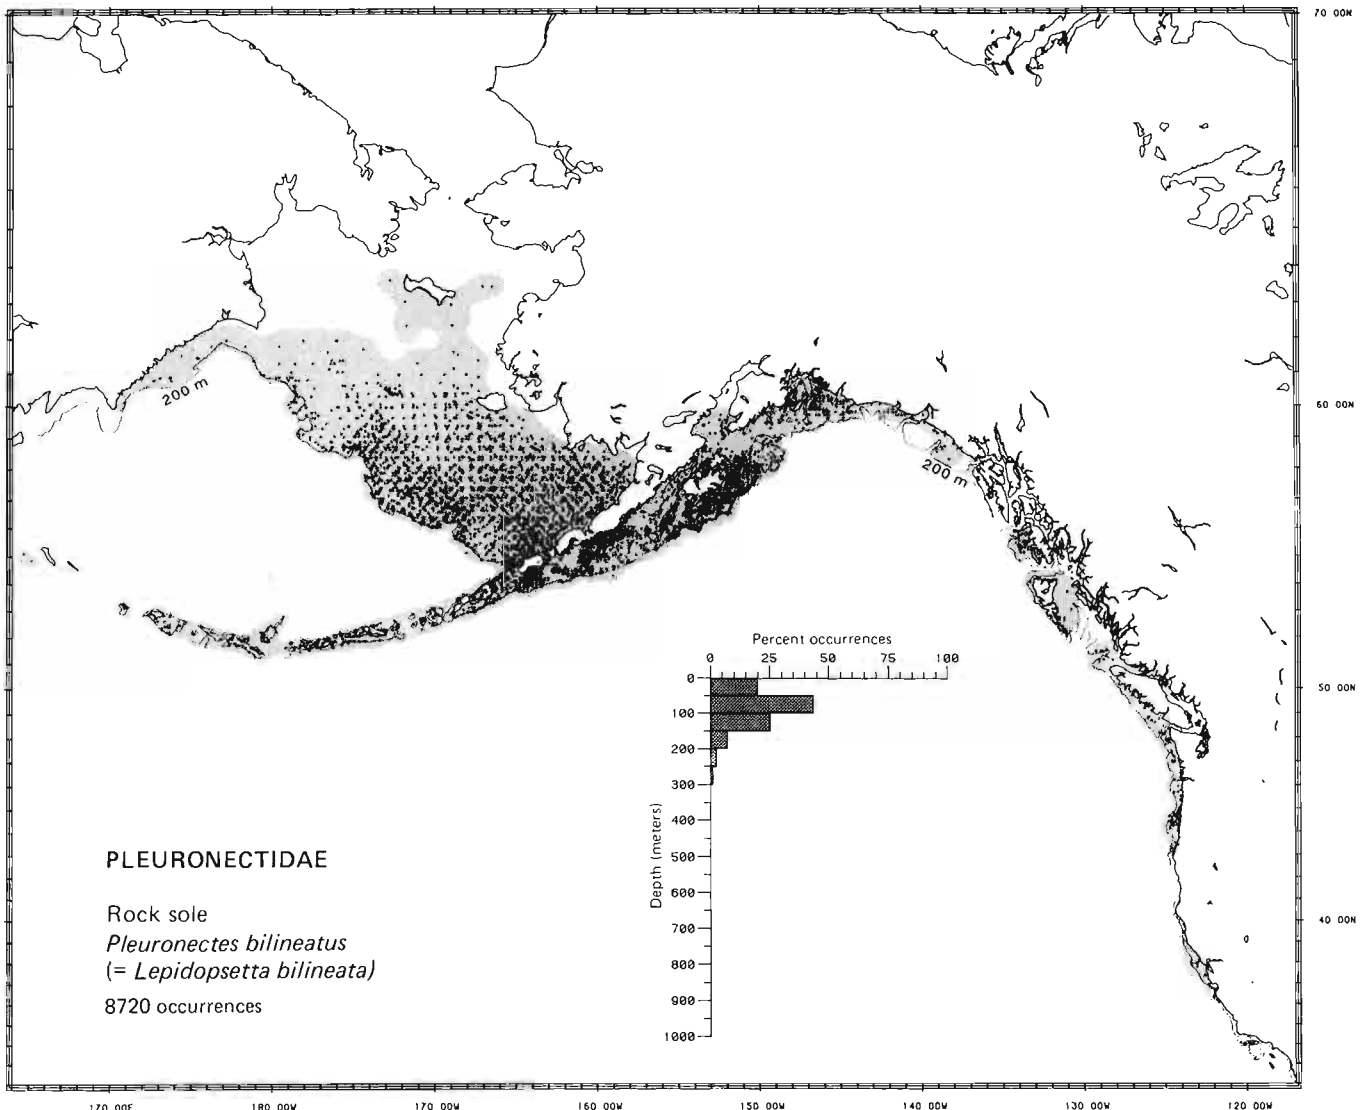 70 00N
200 m
60 00N
200 m
Percent occurrences
0 25 50 75 100
0
100
200
300
400
500
600
700
800
900
1000
Depth (meters)
50 00N
40 00N
PLEURONECTIDAE
Rock sole
Pleuronectes bilineatus
(= Lepidopsetta bilineata)
8720 occurrences
170 00E 180 00W 170 00W 160 00W 150 00W 140 00W 130 00W 120 00W